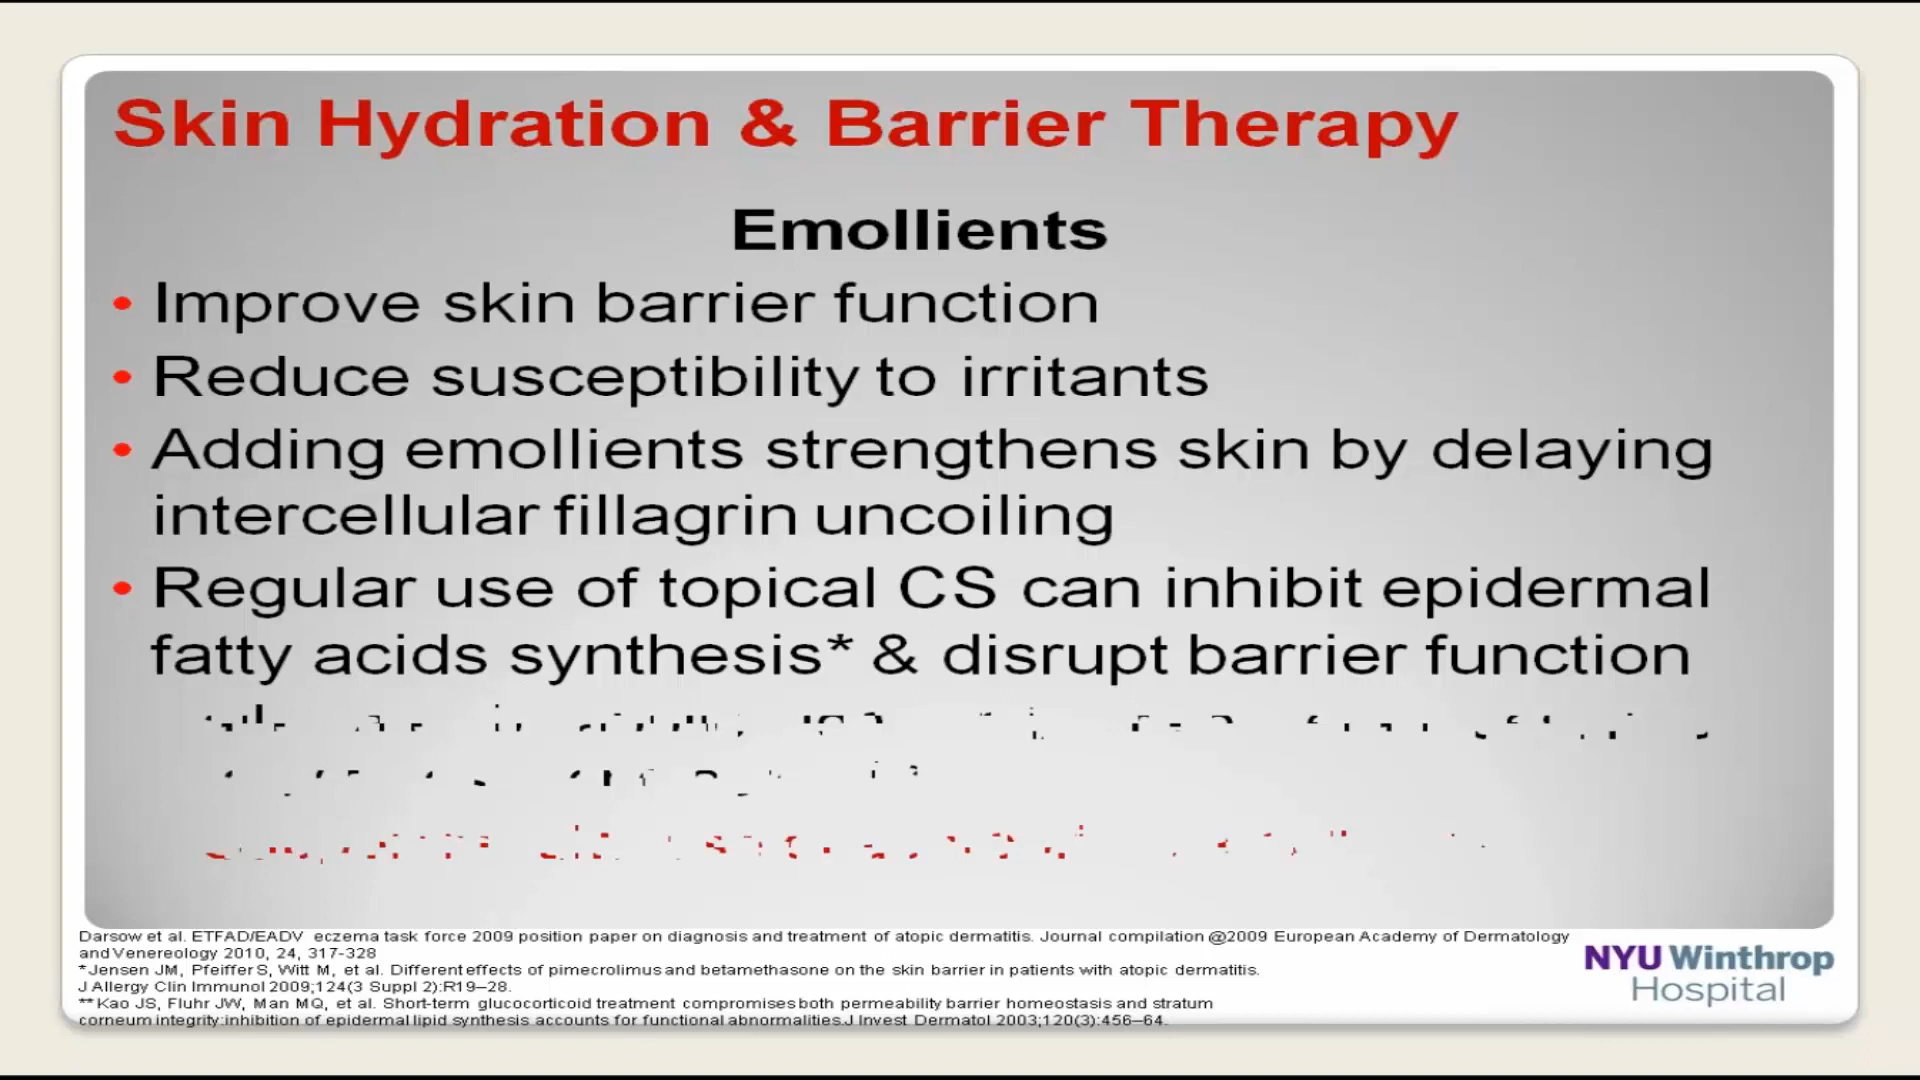 Skin Hydration & Barrier Therapy
Emollients
• Improve skin barrier function
• Reduce susceptibility to irritants
• Adding emollients strengthens skin by delaying
intercellular fillagrin uncoiling
• Regular use of topical CS can inhibit epidermal
fatty acids synthesis* & disrupt barrier function
Darsow et al. ETFAD/EADV eczema task force 2009 position paper on diagnosis and treatment of atopic dermatitis. Journal compilation @2009 European Academy of Dermatology
and Venereology 2010, 24, 317-328
*Jensen JM, Pfeiffer S, Witt M, et al. Different effects of pimecrolimus and betamethasone on the skin barrier in patients with atopic dermatitis.
J Allergy Clin Immunol 2009;124(3 Suppl 2):R19–28.
**Kao JS, Fluhr JW, Man MQ, et al. Short-term glucocorticoid treatment compromises both permeability barrier homeostasis and stratum
corneum integrity:inhibition of epidermal lipid synthesis accounts for functional abnormalities.J Invest Dermatol 2003;120(3):456–64.
NYU Winthrop
Hospital